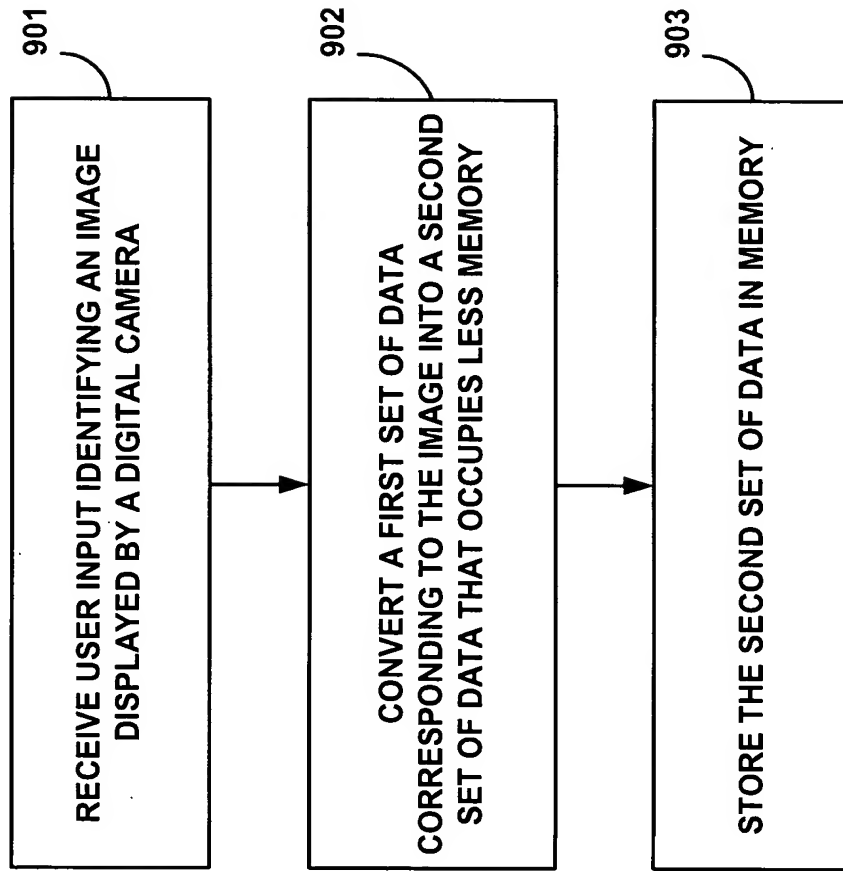 901
RECEIVE USER INPUT IDENTIFYING AN IMAGE
DISPLAYED BY A DIGITAL CAMERA
902
CONVERT A FIRST SET OF DATA
CORRESPONDING TO THE IMAGE INTO A SECOND
SET OF DATA THAT OCCUPIES LESS MEMORY
903
STORE THE SECOND SET OF DATA IN MEMORY